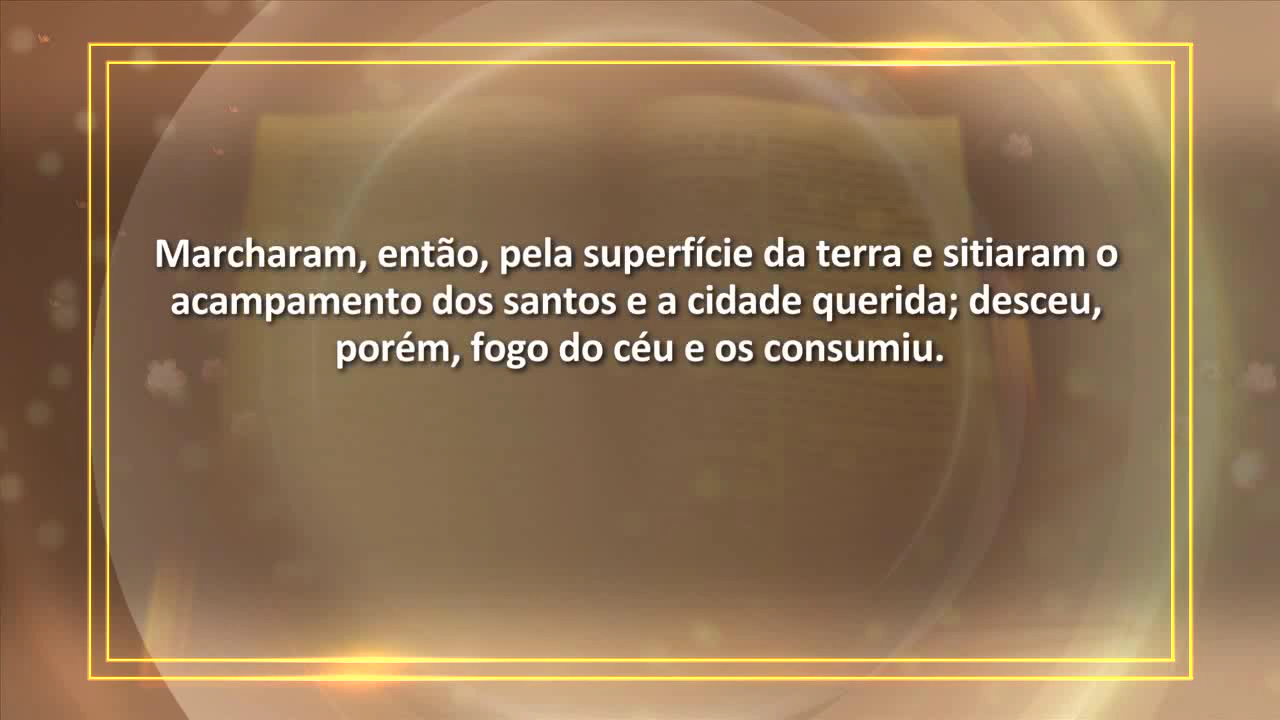 Marcharam, então, pela superfície da terra e sitiaram o
acampamento dos santos e a cidade querida; desceu,
porém, fogo do céu e os consumiu.